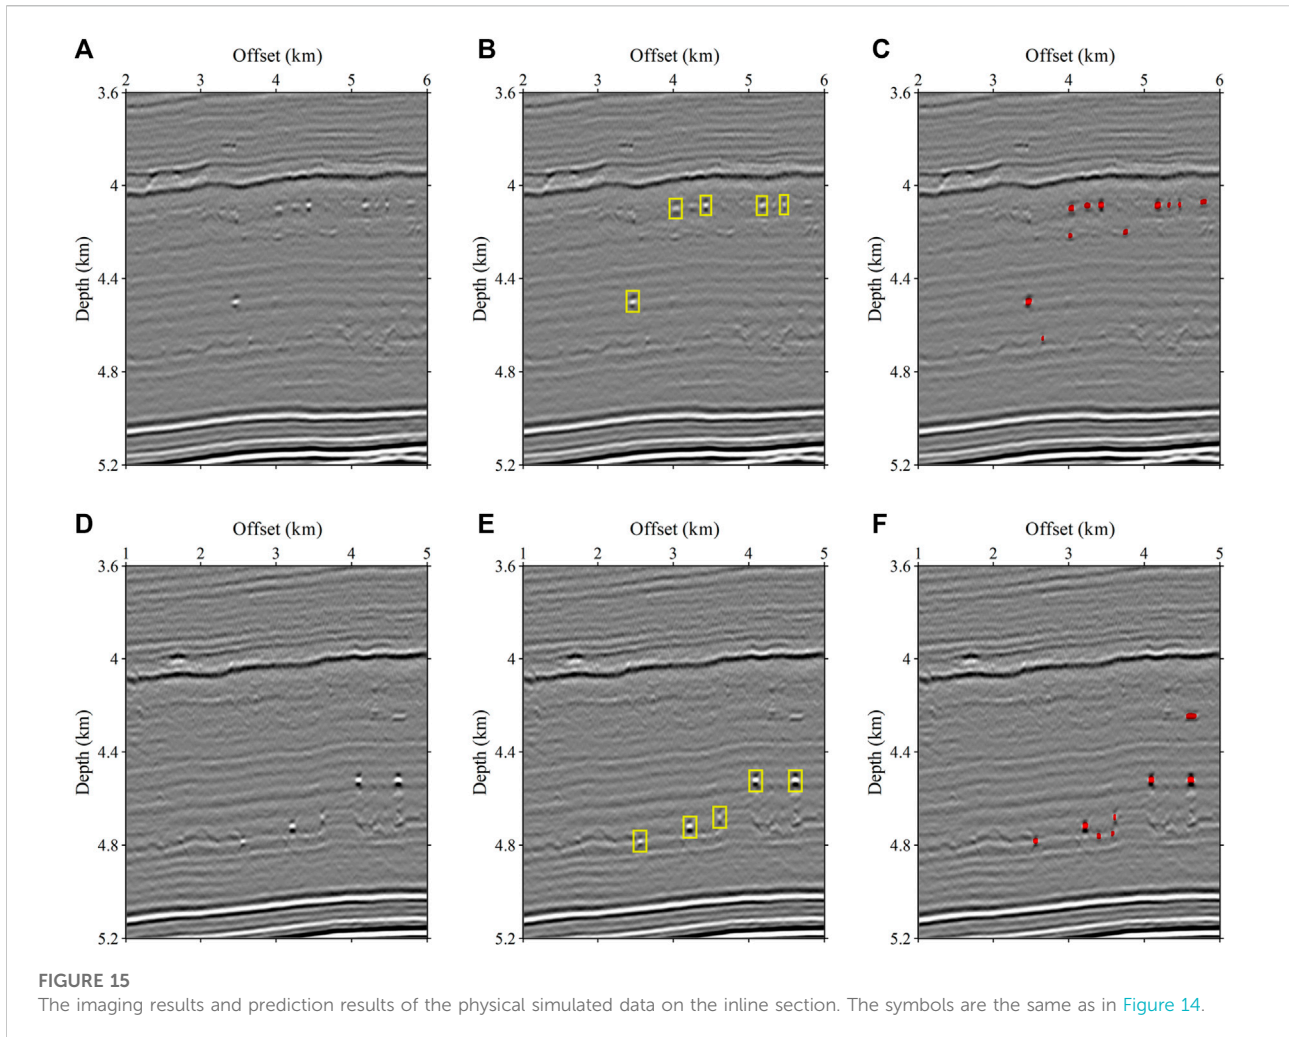 A B C
Offset (km) Offset (km) Offset (km)
2 3 4 5 6 2 3 4 5 6 2 3 4 5 6
3.6 3.6 3.6
4 4 4
Depth (km) Depth (km) Depth (km)
4.4 4.4 4.4
4.8 4.8 4.8
5.2 5.2 5.2
D E F
Offset (km) Offset (km) Offset (km)
1 2 3 4 5 1 2 3 4 5 1 2 3 4 5
3.6 3.6 3.6
4 4 4
Depth (km) Depth (km) Depth (km)
4.4 4.4 4.4
4.8 4.8 4.8
5.2 5.2 5.2
FIGURE 15
The imaging results and prediction results of the physical simulated data on the inline section. The symbols are the same as in Figure 14.